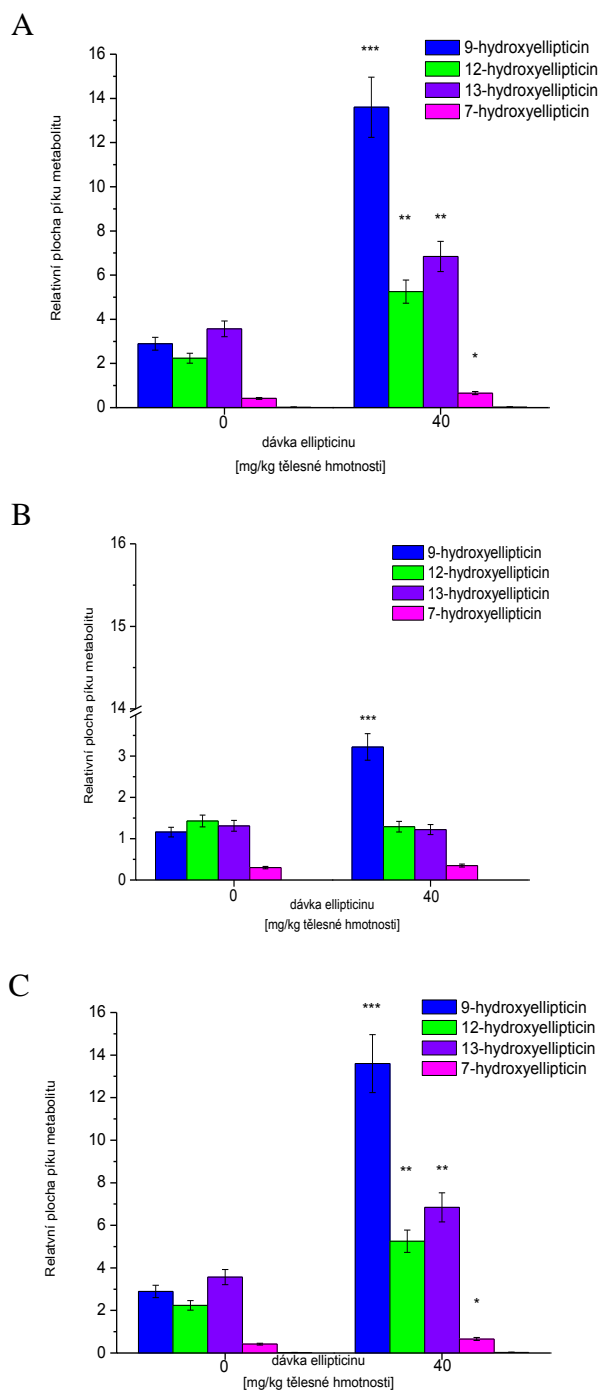 A
16
14
12
10
8
6
4
2
0
Relativní plocha píku metabolitu
***
**
**
*
9-hydroxyellipticin
12-hydroxyellipticin
13-hydroxyellipticin
7-hydroxyellipticin
0
40
dávka ellipticinu
[mg/kg tělesné hmotnosti]
B
16
15
14
3
2
1
0
Relativní plocha píku metabolitu
***
9-hydroxyellipticin
12-hydroxyellipticin
13-hydroxyellipticin
7-hydroxyellipticin
0
40
dávka ellipticinu
[mg/kg tělesné hmotnosti]
C
16
14
12
10
8
6
4
2
0
Relatvní plocha píku metabolitu
***
**
**
*
9-hydroxyellipticin
12-hydroxyellipticin
13-hydroxyellipticin
7-hydroxyellipticin
0
40
dávka ellipticinu
[mg/kg tělesné hmotnosti]